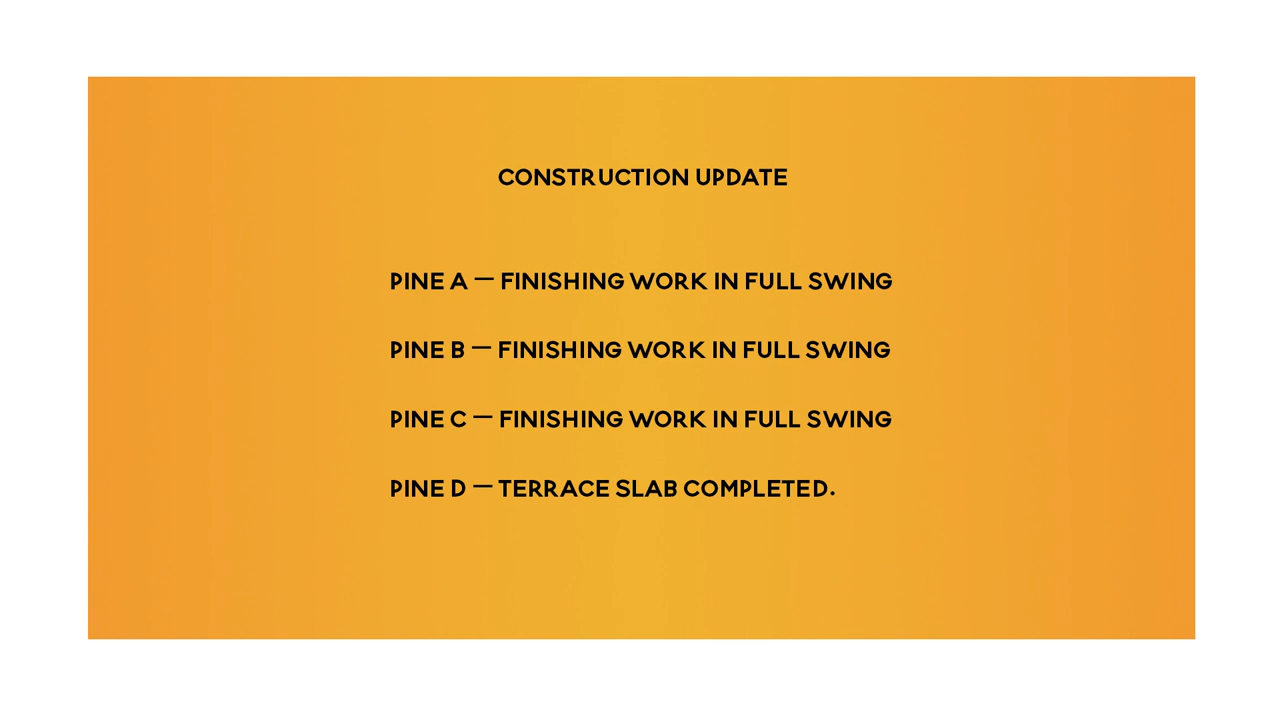 CONSTRUCTION UPDATE
PINE A — FINISHING WORK IN FULL SWING
PINE B — FINISHING WORK IN FULL SWING
PINE C — FINISHING WORK IN FULL SWING
PINE D — TERRACE SLAB COMPLETED.